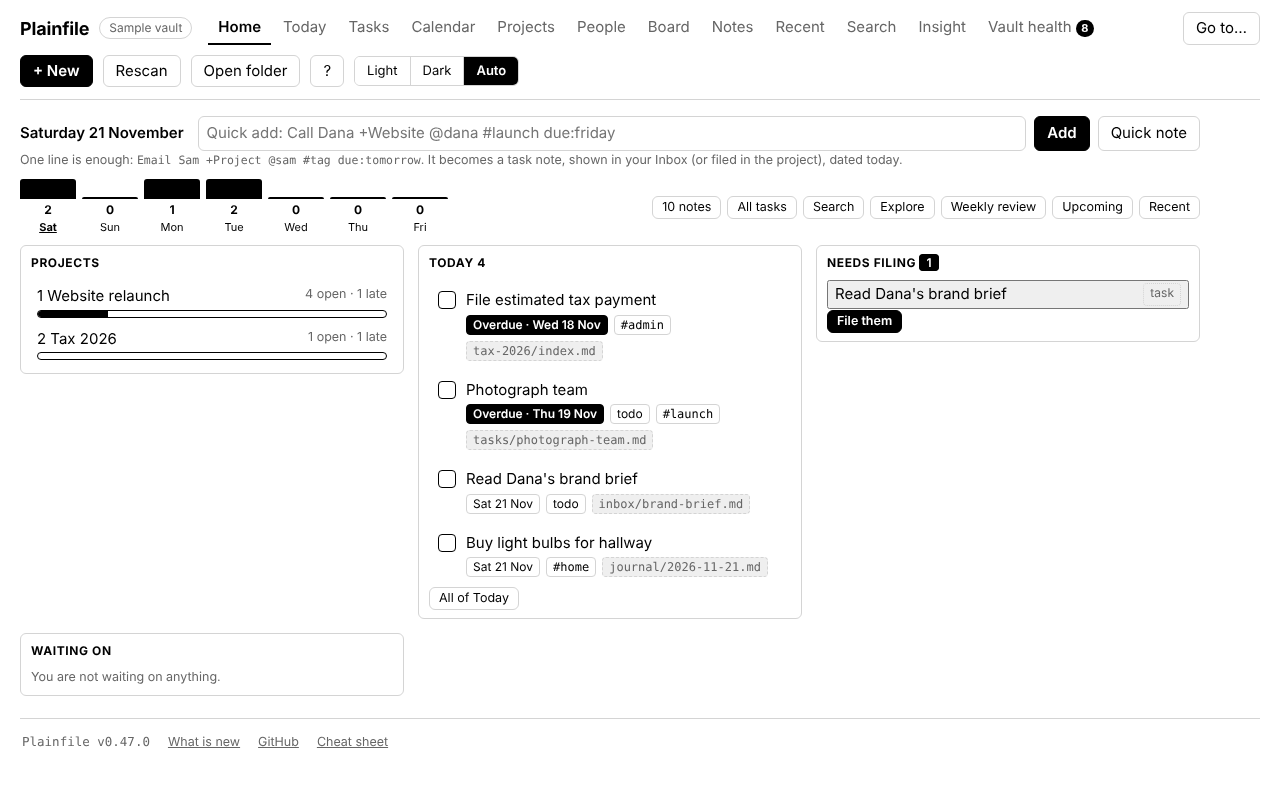 Plainfile Sample vault Home Today Tasks Calendar Projects People Board Notes Recent Search Insight Vault health 8 Go to...
+ New Rescan Open folder ? Light Dark Auto
Saturday 21 November Quick add: Call Dana +Website @dana #launch due:friday Add Quick note
One line is enough: Email Sam +Project @sam #tag due:tomorrow. It becomes a task note, shown in your Inbox (or filed in the project), dated today.
2 0 1 2 0 0 0
Sat Sun Mon Tue Wed Thu Fri
10 notes All tasks Search Explore Weekly review Upcoming Recent
PROJECTS
1 Website relaunch 4 open · 1 late
2 Tax 2026 1 open · 1 late
TODAY 4
File estimated tax payment
Overdue · Wed 18 Nov #admin
tax-2026/index.md
Photograph team
Overdue · Thu 19 Nov todo #launch
tasks/photograph-team.md
Read Dana's brand brief
Sat 21 Nov todo inbox/brand-brief.md
Buy light bulbs for hallway
Sat 21 Nov #home journal/2026-11-21.md
All of Today
NEEDS FILING 1
Read Dana's brand brief task
File them
WAITING ON
You are not waiting on anything.
Plainfile v0.47.0 What is new GitHub Cheat sheet